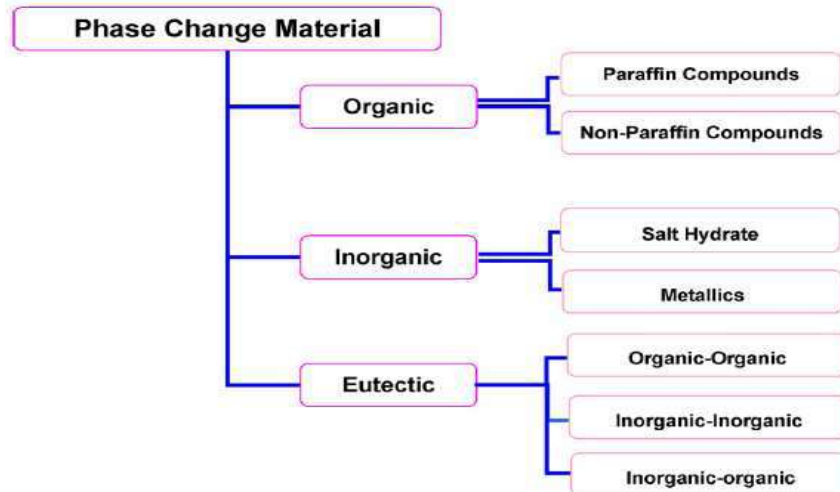 Phase Change Material
Organic
Paraffin Compounds
Non-Paraffin Compounds
Inorganic
Salt Hydrate
Metallics
Eutectic
Organic-Organic
Inorganic-Inorganic
Inorganic-organic